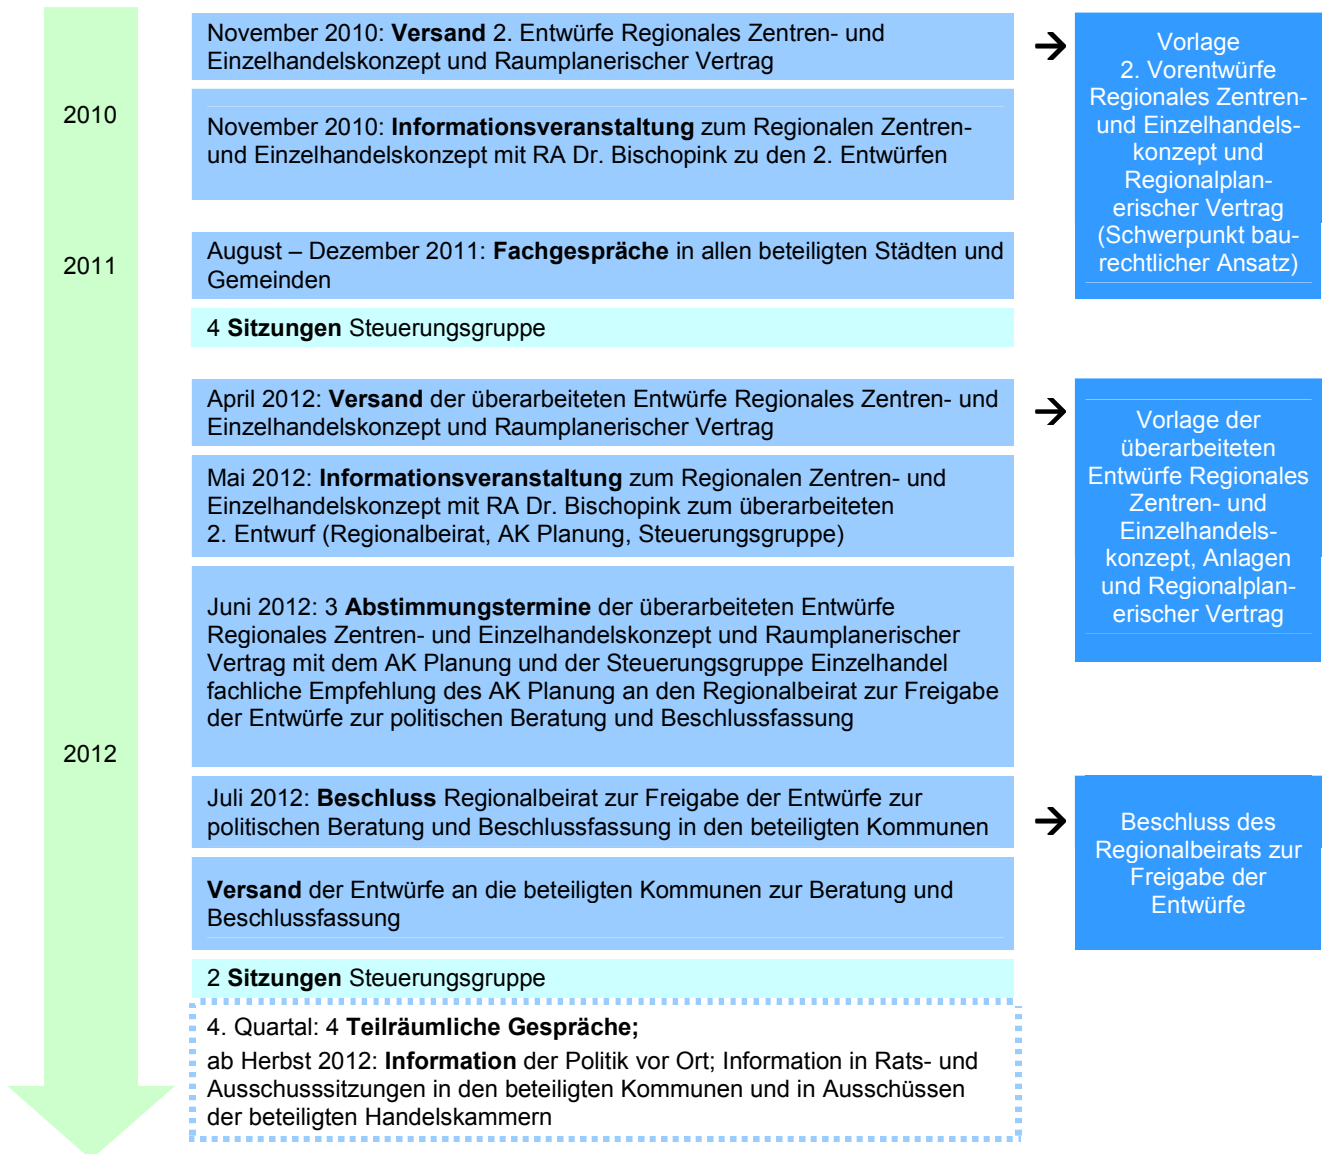 2010
November 2010: Versand 2. Entwürfe Regionales Zentren- und
Einzelhandelskonzept und Raumplanerischer Vertrag
November 2010: Informationsveranstaltung zum Regionalen Zentren-
und Einzelhandelskonzept mit RA Dr. Bischopink zu den 2. Entwürfen
→
Vorlage
2. Vorentwürfe
Regionales Zentren-
und Einzelhandels-
konzept und
Regionalplan-
erischer Vertrag
(Schwerpunkt bau-
rechtlicher Ansatz)
2011
August – Dezember 2011: Fachgespräche in allen beteiligten Städten und
Gemeinden
4 Sitzungen Steuerungsgruppe
2012
April 2012: Versand der überarbeiteten Entwürfe Regionales Zentren- und
Einzelhandelskonzept und Raumplanerischer Vertrag
Mai 2012: Informationsveranstaltung zum Regionalen Zentren- und
Einzelhandelskonzept mit RA Dr. Bischopink zum überarbeiteten
2. Entwurf (Regionalbeirat, AK Planung, Steuerungsgruppe)
→
Vorlage der
überarbeiteten
Entwürfe Regionales
Zentren- und
Einzelhandels-
konzept, Anlagen
und Regionalplan-
erischer Vertrag
Juni 2012: 3 Abstimmungstermine der überarbeiteten Entwürfe
Regionales Zentren- und Einzelhandelskonzept und Raumplanerischer
Vertrag mit dem AK Planung und der Steuerungsgruppe Einzelhandel
fachliche Empfehlung des AK Planung an den Regionalbeirat zur Freigabe
der Entwürfe zur politischen Beratung und Beschlussfassung
Juli 2012: Beschluss Regionalbeirat zur Freigabe der Entwürfe zur
politischen Beratung und Beschlussfassung in den beteiligten Kommunen
Versand der Entwürfe an die beteiligten Kommunen zur Beratung und
Beschlussfassung
→
Beschluss des
Regionalbeirats zur
Freigabe der
Entwürfe
2 Sitzungen Steuerungsgruppe
4. Quartal: 4 Teilräumliche Gespräche;
ab Herbst 2012: Information der Politik vor Ort; Information in Rats- und
Ausschusssitzungen in den beteiligten Kommunen und in Ausschüssen
der beteiligten Handelskammern